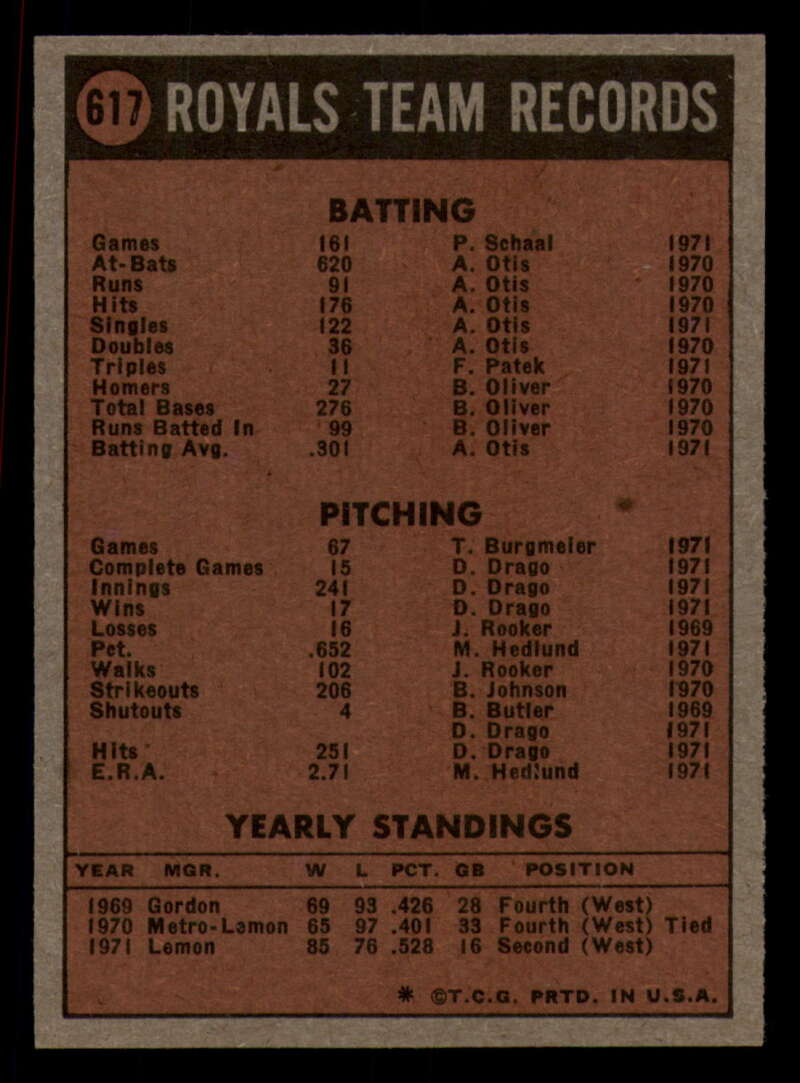 617 ROYALS TEAM RECORDS
BATTING
Games 161 P. Schaal 1971
At-Bats 620 A. Otis 1970
Runs 91 A. Otis 1970
Hits 176 A. Otis 1970
Singles 122 A. Otis 1971
Doubles 36 A. Otis 1970
Triples 11 F. Patek 1971
Homers 27 B. Oliver 1970
Total Bases 276 B. Oliver 1970
Runs Batted In 99 B. Oliver 1970
Batting Avg. .301 A. Otis 1971
PITCHING
Games 67 T. Burgmeier 1971
Complete Games 15 D. Drago 1971
Innings 241 D. Drago 1971
Wins 17 D. Drago 1971
Losses 16 J. Rooker 1969
Pct. .652 M. Hedlund 1971
Walks 102 J. Rooker 1970
Strikeouts 206 B. Johnson 1970
Shutouts 4 B. Butler 1969
D. Drago 1971
Hits 251 D. Drago 1971
E.R.A. 2.71 M. Hedlund 1971
YEARLY STANDINGS
YEAR MGR. W L PCT. GB POSITION
1969 Gordon 69 93 .426 28 Fourth (West)
1970 Metro-Lemon 65 97 .401 33 Fourth (West) Tied
1971 Lemon 85 76 .528 16 Second (West)
* ©T.C.G. PRTD. IN U.S.A.